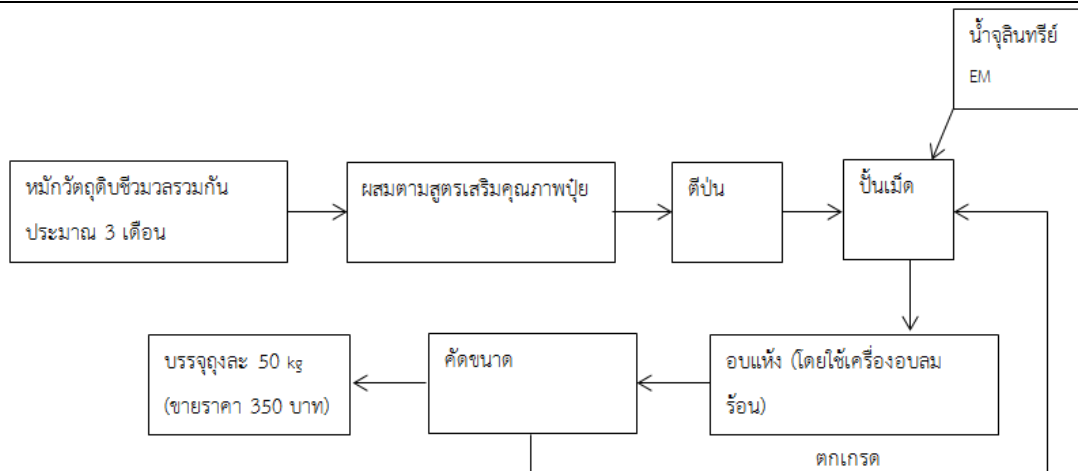 น้ำจุลินทรีย์
EM
หมักวัตถุดิบชีวมวลรวมกัน
ประมาณ 3 เดือน
ผสมตามสูตรเสริมคุณภาพปุ๋ย
ตีป่น
ปั้นเม็ด
บรรจุถุงละ 50 kg
(ขายราคา 350 บาท)
คัดขนาด
อบแห้ง (โดยใช้เครื่องอบลม
ร้อน)
ตกเกรด